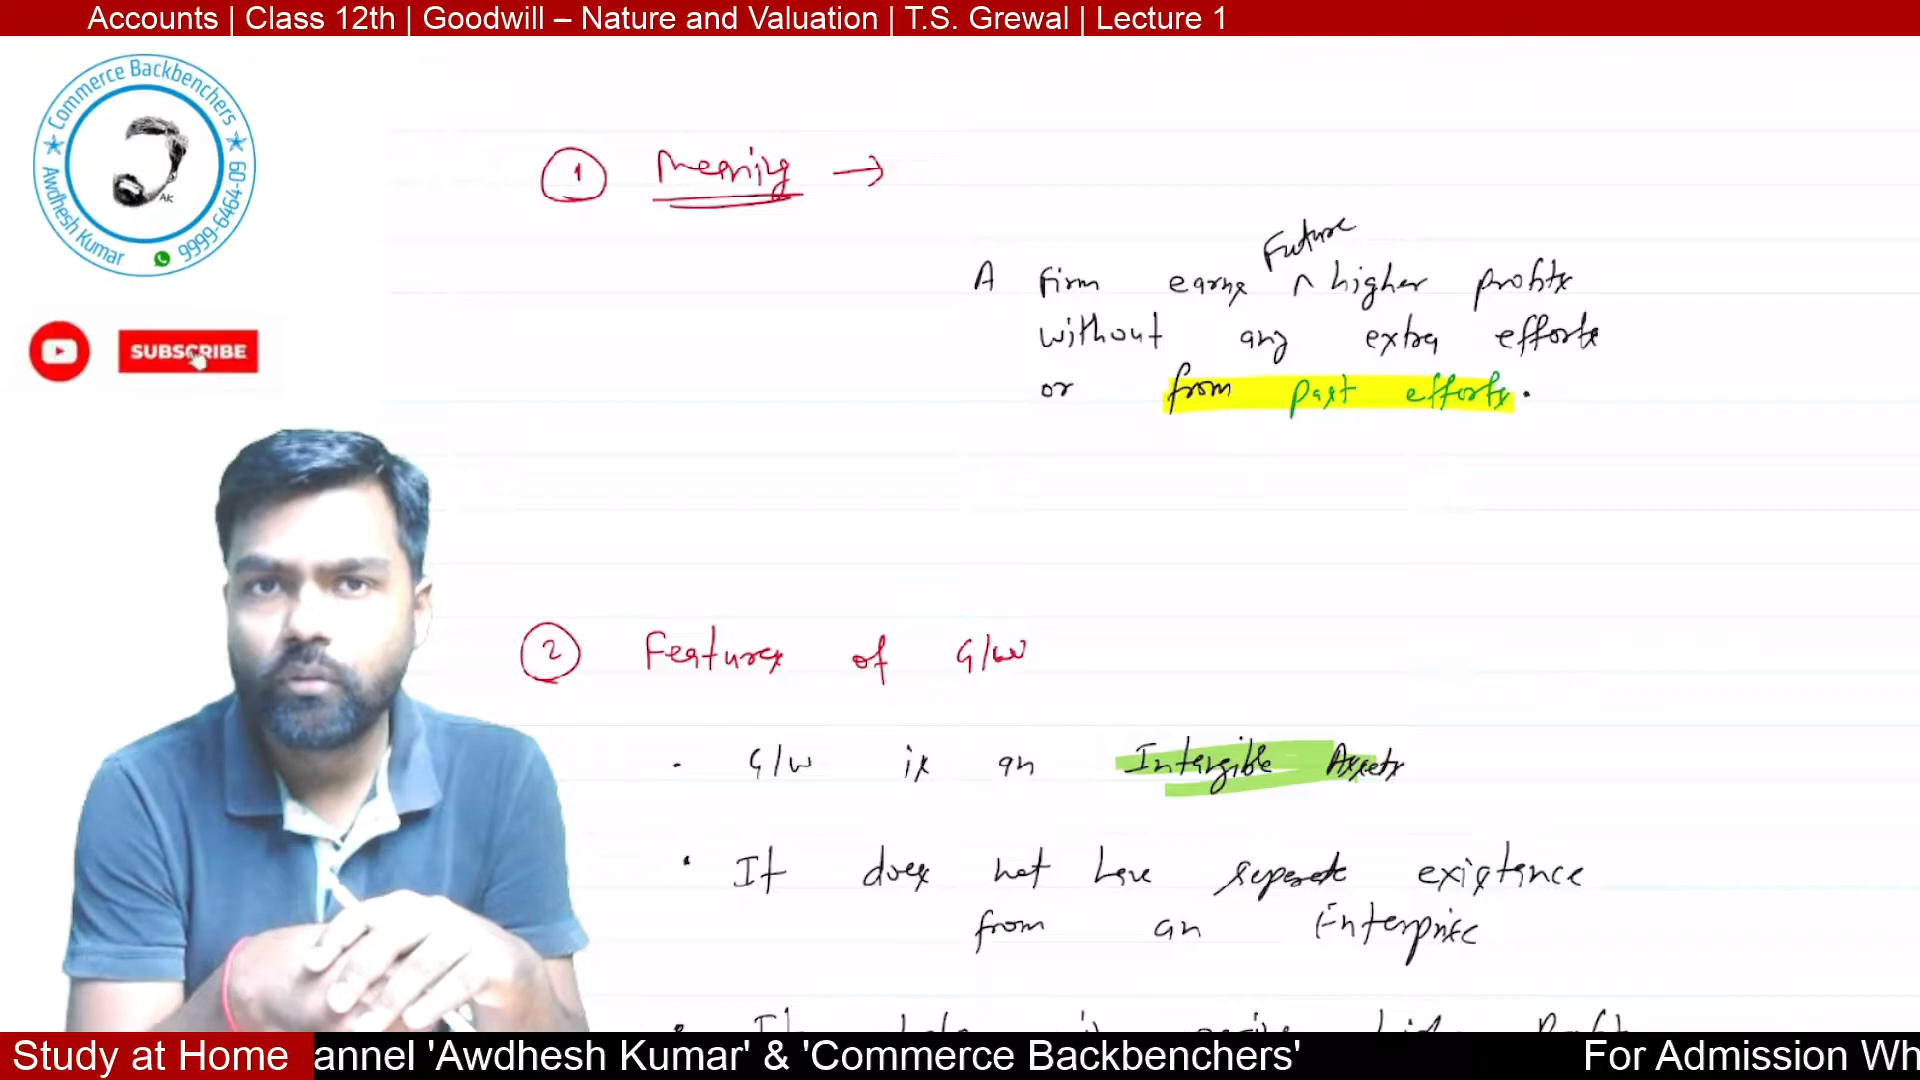 Accounts | Class 12th | Goodwill – Nature and Valuation | T.S. Grewal | Lecture 1
Commerce Backbenchers
Awdhesh Kumar
9999-6464-09
AK
SUBSCRIBE
1 Meaning →
Future
A firm earns ^ higher profits
without any extra efforts
or from past efforts.
2 Features of G/W
· G/W is an Intangible Assets
· It does not have seperate existance
from an Enterprise
Study at Home
annel 'Awdhesh Kumar' & 'Commerce Backbenchers'
For Admission Wh